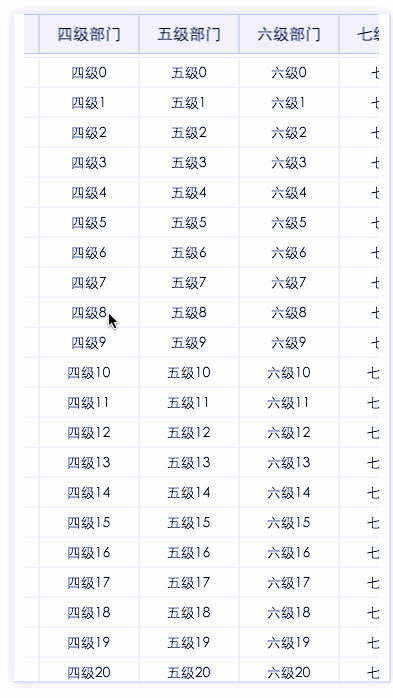 四级部门 五级部门 六级部门 七
四级0 五级0 六级0 七
四级1 五级1 六级1 七
四级2 五级2 六级2 七
四级3 五级3 六级3 七
四级4 五级4 六级4 七
四级5 五级5 六级5 七
四级6 五级6 六级6 七
四级7 五级7 六级7 七
四级8 五级8 六级8 七
四级9 五级9 六级9 七
四级10 五级10 六级10 七
四级11 五级11 六级11 七
四级12 五级12 六级12 七
四级13 五级13 六级13 七
四级14 五级14 六级14 七
四级15 五级15 六级15 七
四级16 五级16 六级16 七
四级17 五级17 六级17 七
四级18 五级18 六级18 七
四级19 五级19 六级19 七
四级20 五级20 六级20 七